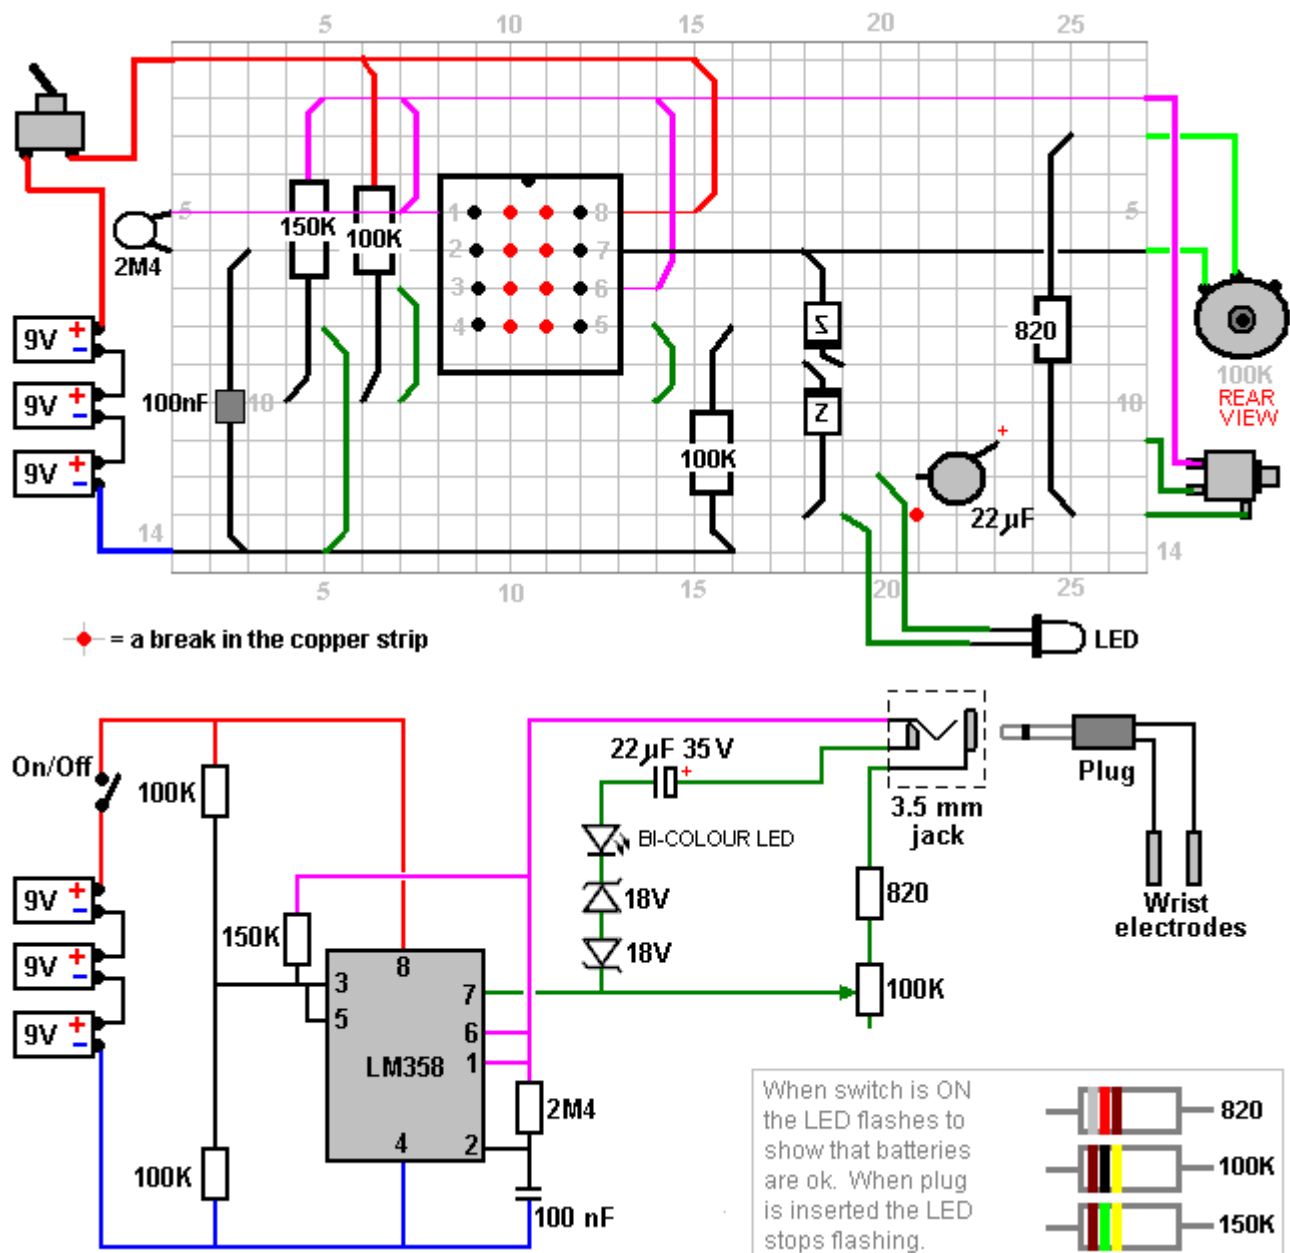 5 10 15 20 25
150K
100K
5
1 8
2 7
3 6
4 5
5
2M4
9V + −
9V + −
9V + −
820
100K
REAR
VIEW
100nF
10
10
100K
Z
Z
+
22 µF
14
14
5 10 15 20 25
= a break in the copper strip
LED
On/Off
100K
22 µF 35 V
+
3.5 mm
jack
Plug
BI-COLOUR LED
18V
18V
820
Wrist
electrodes
9V + −
9V + −
9V + −
150K
3
5
8
7
6
1
LM358
4
2
100K
2M4
100K
100 nF
When switch is ON
the LED flashes to
show that batteries
are ok. When plug
is inserted the LED
stops flashing.
820
100K
150K